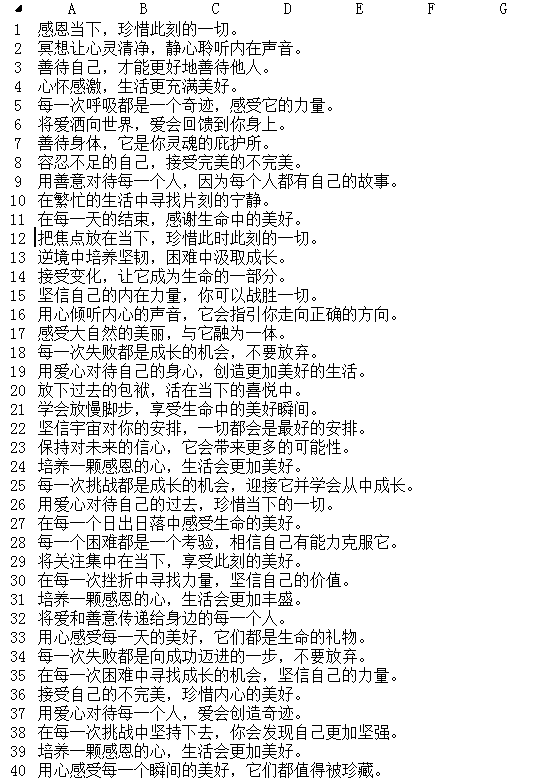 A B C D E F G
1 感恩当下，珍惜此刻的一切。
2 冥想让心灵清净，静心聆听内在声音。
3 善待自己，才能更好地善待他人。
4 心怀感激，生活更充满美好。
5 每一次呼吸都是一个奇迹，感受它的力量。
6 将爱洒向世界，爱会回馈到你身上。
7 善待身体，它是你灵魂的庇护所。
8 容忍不足的自己，接受完美的不完美。
9 用善意对待每一个人，因为每个人都有自己的故事。
10 在繁忙的生活中寻找片刻的宁静。
11 在每一天的结束，感谢生命中的美好。
12 把焦点放在当下，珍惜此时此刻的一切。
13 逆境中培养坚韧，困难中汲取成长。
14 接受变化，让它成为生命的一部分。
15 坚信自己的内在力量，你可以战胜一切。
16 用心倾听内心的声音，它会指引你走向正确的方向。
17 感受大自然的美丽，与它融为一体。
18 每一次失败都是成长的机会，不要放弃。
19 用爱心对待自己的身心，创造更加美好的生活。
20 放下过去的包袱，活在当下的喜悦中。
21 学会放慢脚步，享受生命中的美好瞬间。
22 坚信宇宙对你的安排，一切都会是最好的安排。
23 保持对未来的信心，它会带来更多的可能性。
24 培养一颗感恩的心，生活会更加美好。
25 每一次挑战都是成长的机会，迎接它并学会从中成长。
26 用爱心对待自己的过去，珍惜当下的一切。
27 在每一个日出日落中感受生命的美好。
28 每一个困难都是一个考验，相信自己有能力克服它。
29 将关注集中在当下，享受此刻的美好。
30 在每一次挫折中寻找力量，坚信自己的价值。
31 培养一颗感恩的心，生活会更加丰盛。
32 将爱和善意传递给身边的每一个人。
33 用心感受每一天的美好，它们都是生命的礼物。
34 每一次失败都是向成功迈进的一步，不要放弃。
35 在每一次困难中寻找成长的机会，坚信自己的力量。
36 接受自己的不完美，珍惜内心的美好。
37 用爱心对待每一个人，爱会创造奇迹。
38 在每一次挑战中坚持下去，你会发现自己更加坚强。
39 培养一颗感恩的心，生活会更加美好。
40 用心感受每一个瞬间的美好，它们都值得被珍藏。